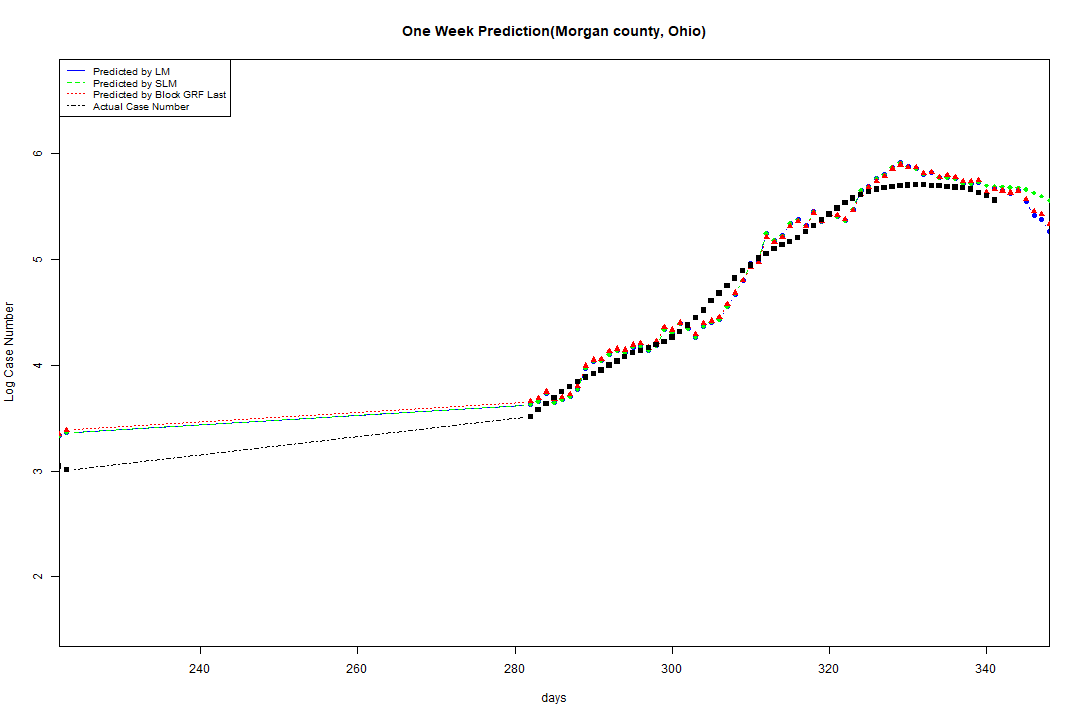 One Week Prediction(Morgan county, Ohio)
Predicted by LM
Predicted by SLM
Predicted by Block GRF Last
Actual Case Number
6
5
4
3
2
Log Case Number
240 260 280 300 320 340
days